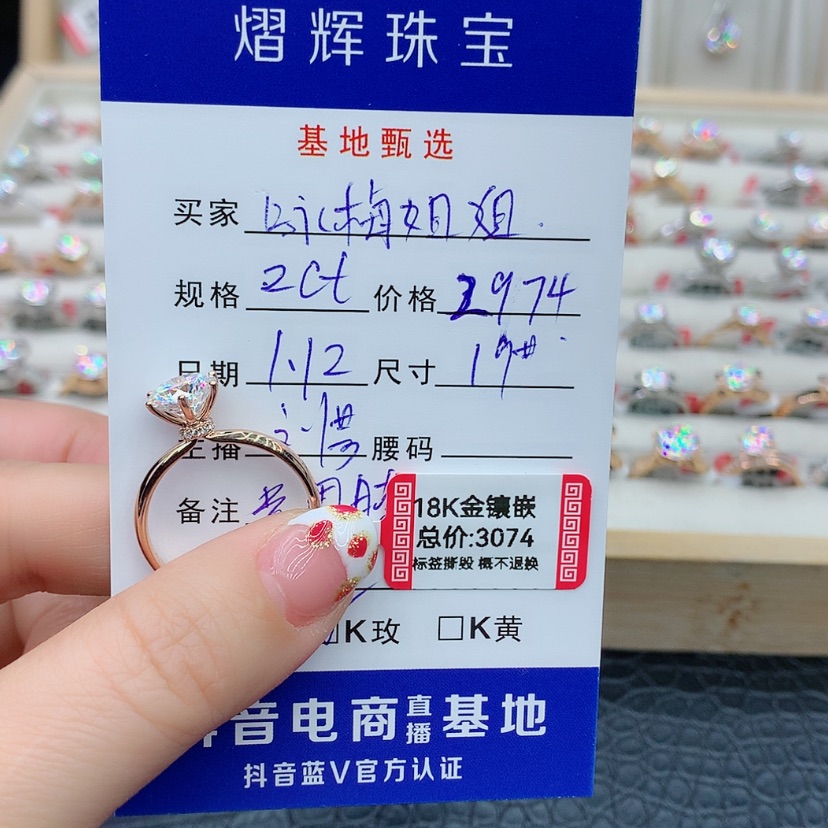 熠辉珠宝
基地甄选
买家 梅姐姐.
规格 2ct 价格 2974
日期 1.12 尺寸 19#
主播 腰码
备注
18K金镶嵌
总价:3074
标签撕毁 概不退换
K玫 □K黄
音电商直播基地
抖音蓝V官方认证